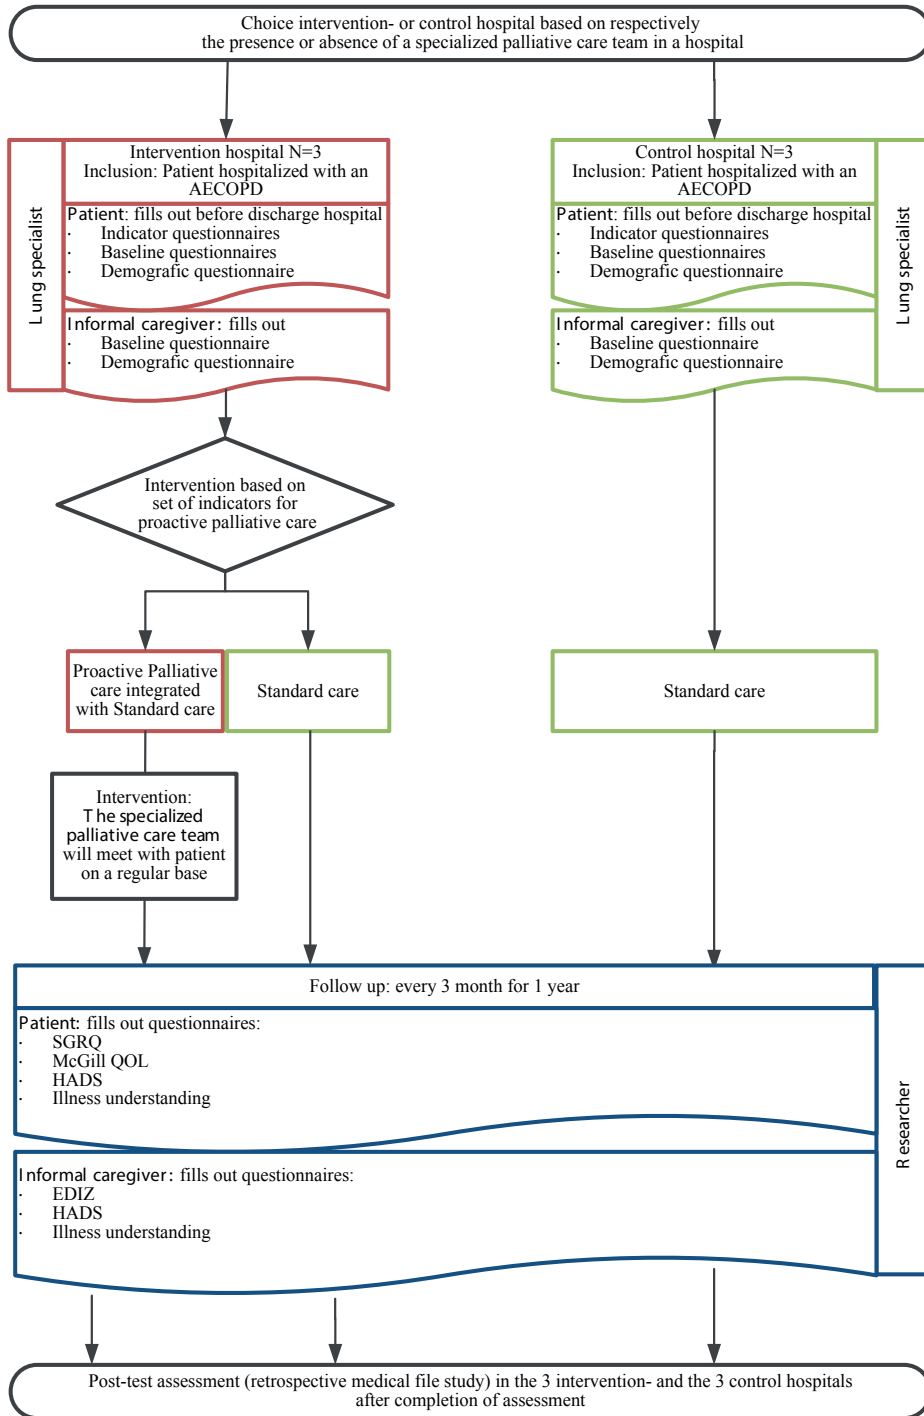 Choice intervention- or control hospital based on respectively
the presence or absence of a specialized palliative care team in a hospital
Lung specialist
Intervention hospital N=3
Inclusion: Patient hospitalized with an
AECOPD
Patient: fills out before discharge hospital
· Indicator questionnaires
· Baseline questionnaires
· Demografic questionnaire
Informal caregiver: fills out
· Baseline questionnaire
· Demografic questionnaire
Control hospital N=3
Inclusion: Patient hospitalized with an
AECOPD
Patient: fills out before discharge hospital
· Indicator questionnaires
· Baseline questionnaires
· Demografic questionnaire
Informal caregiver: fills out
· Baseline questionnaire
· Demografic questionnaire
Lung specialist
Intervention based on
set of indicators for
proactive palliative care
Proactive Palliative
care integrated
with Standard care
Standard care
Standard care
Intervention:
The specialized
palliative care team
will meet with patient
on a regular base
Follow up: every 3 month for 1 year
Patient: fills out questionnaires:
· SGRQ
· McGill QOL
· HADS
· Illness understanding
Informal caregiver: fills out questionnaires:
· EDIZ
· HADS
· Illness understanding
Researcher
Post-test assessment (retrospective medical file study) in the 3 intervention- and the 3 control hospitals
after completion of assessment